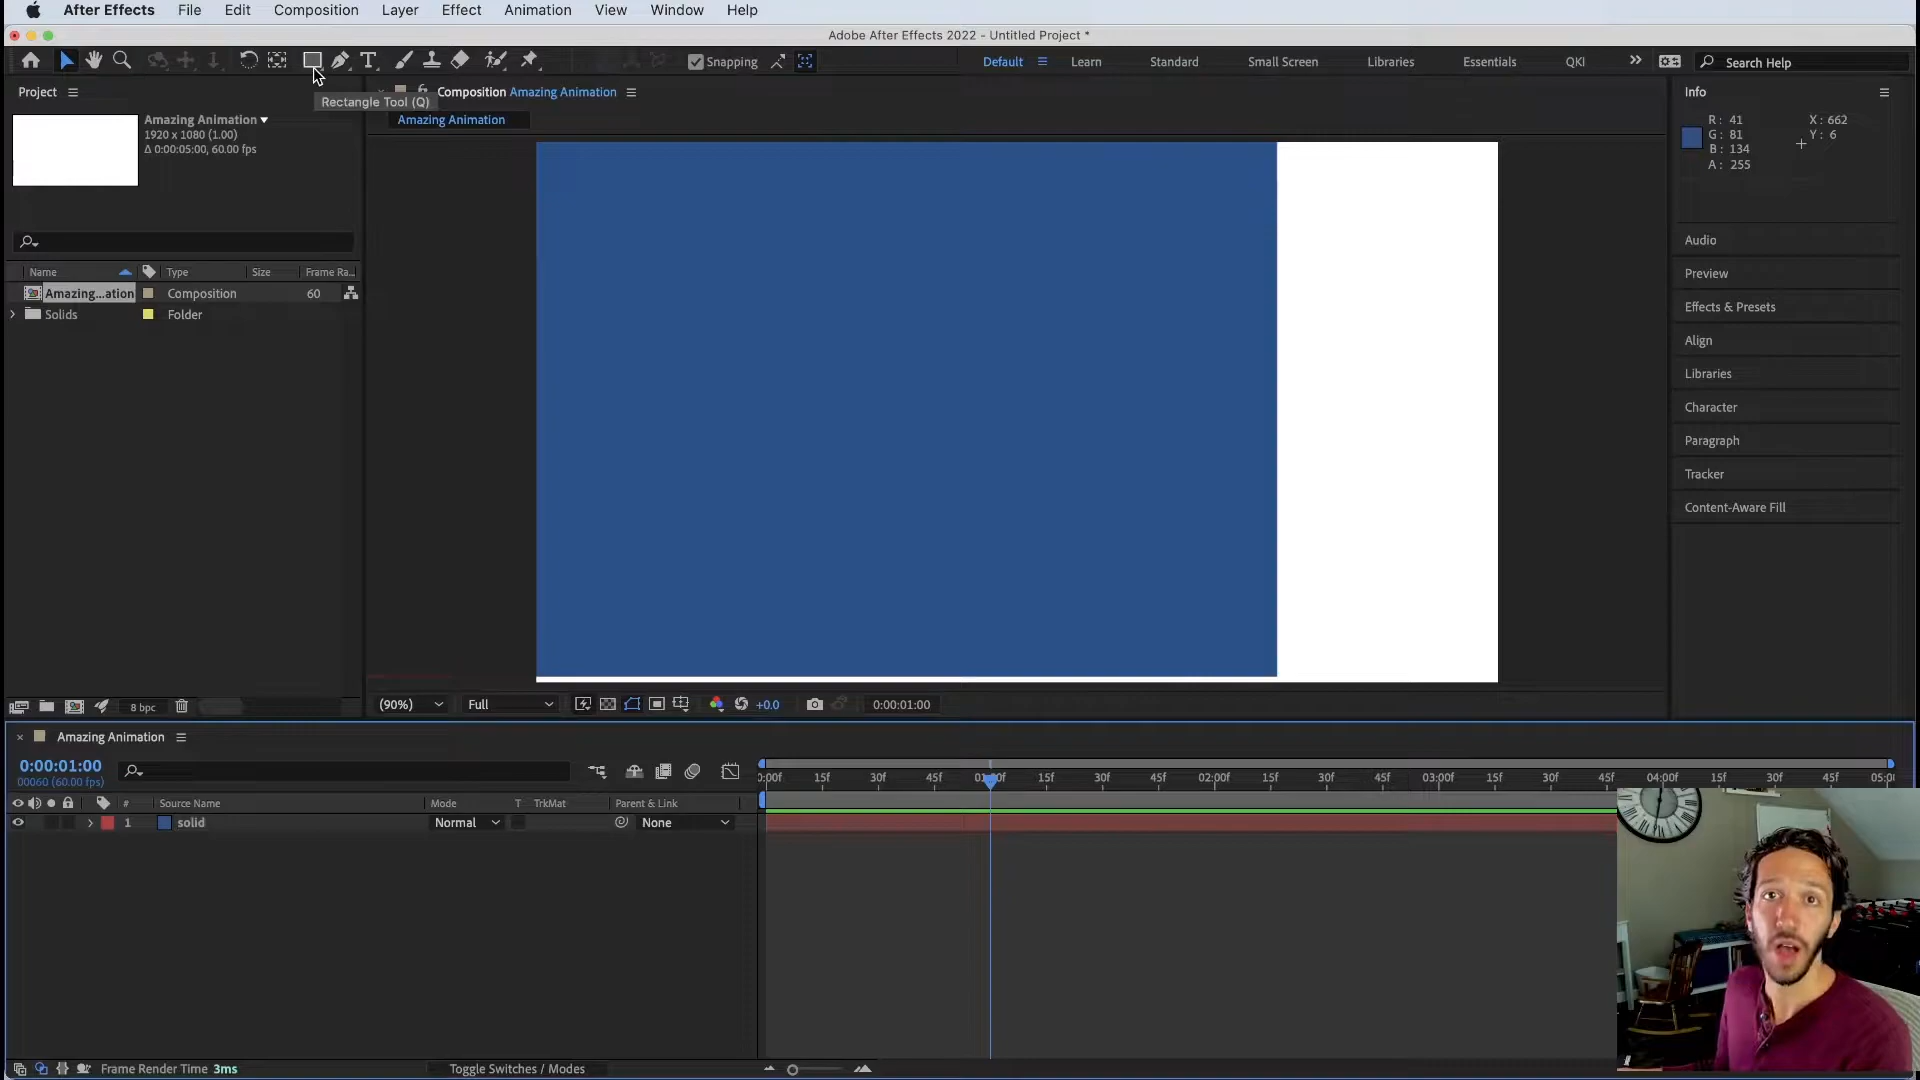 After Effects File Edit Composition Layer Effect Animation View Window Help
Adobe After Effects 2022 - Untitled Project *
Snapping Default Learn Standard Small Screen Libraries Essentials QKI Search Help
Project
Rectangle Tool (Q)
Composition Amazing Animation
Amazing Animation
Amazing Animation
1920 x 1080 (1.00)
Δ 0:00:05:00, 60.00 fps
Name Type Size Frame Ra...
Amazing...ation Composition 60
Solids Folder
Info
R: 41 X: 662
G: 81 Y: 6
B: 134
A: 255
Audio
Preview
Effects & Presets
Align
Libraries
Character
Paragraph
Tracker
Content-Aware Fill
8 bpc
(90%) Full +0.0 0:00:01:00
Amazing Animation
0:00:01:00
00060 (60.00 fps)
0:00f 15f 30f 45f 01:00f 15f 30f 45f 02:00f 15f 30f 45f 03:00f 15f 30f 45f 04:00f 15f 30f 45f 05:0
# Source Name Mode T TrkMat Parent & Link
1 solid Normal None
Frame Render Time 3ms Toggle Switches / Modes